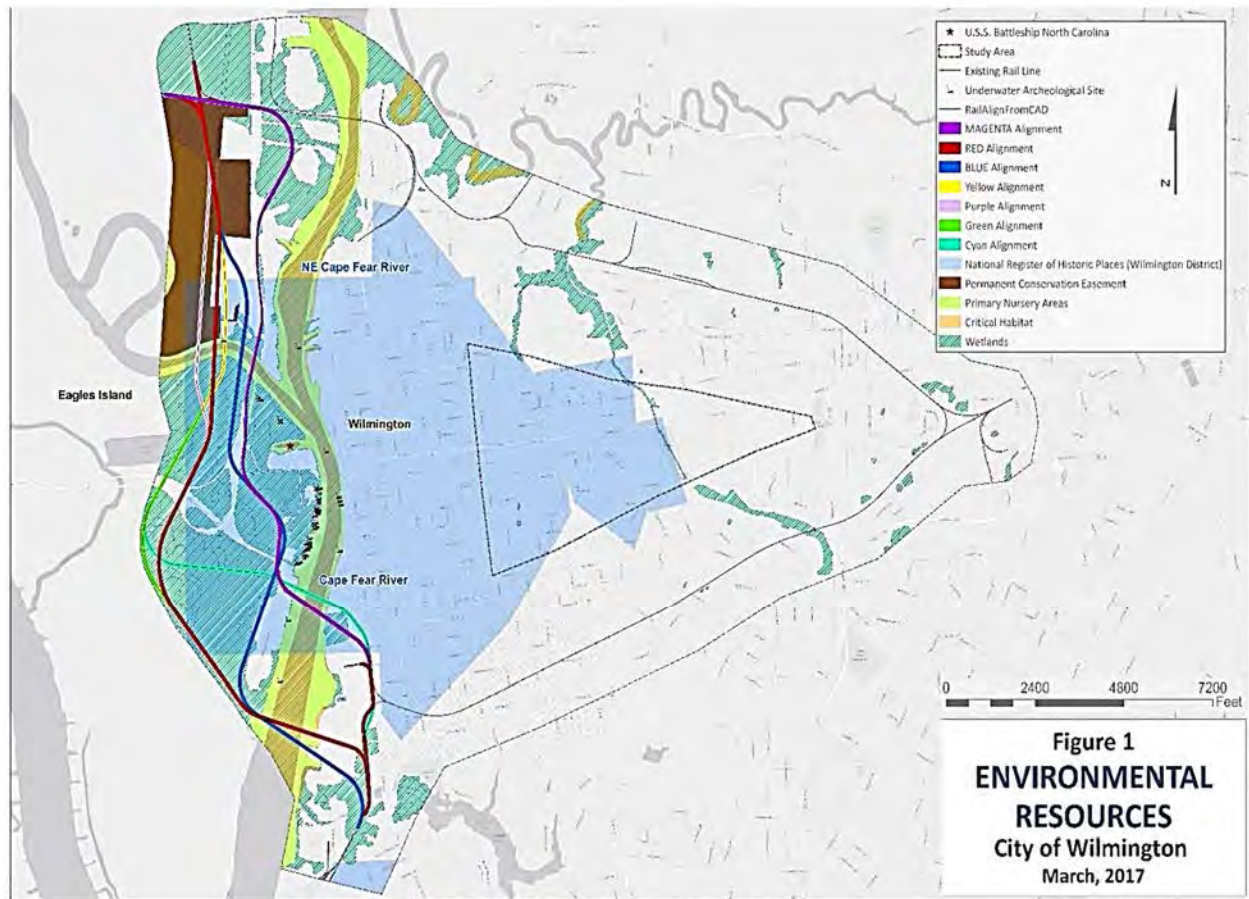 ★ U.S.S. Battleship North Carolina
Study Area
Existing Rail Line
Underwater Archeological Site
RailAlignFromCAD
MAGENTA Alignment
RED Alignment
BLUE Alignment
Yellow Alignment
Purple Alignment
Green Alignment
Cyan Alignment
National Register of Historic Places (Wilmington District)
Permanent Conservation Easement
Primary Nursery Areas
Critical Habitat
Wetlands
N
NE Cape Fear River
Eagles Island
Wilmington
Cape Fear River
0 2400 4800 7200
Feet
Figure 1
ENVIRONMENTAL
RESOURCES
City of Wilmington
March, 2017